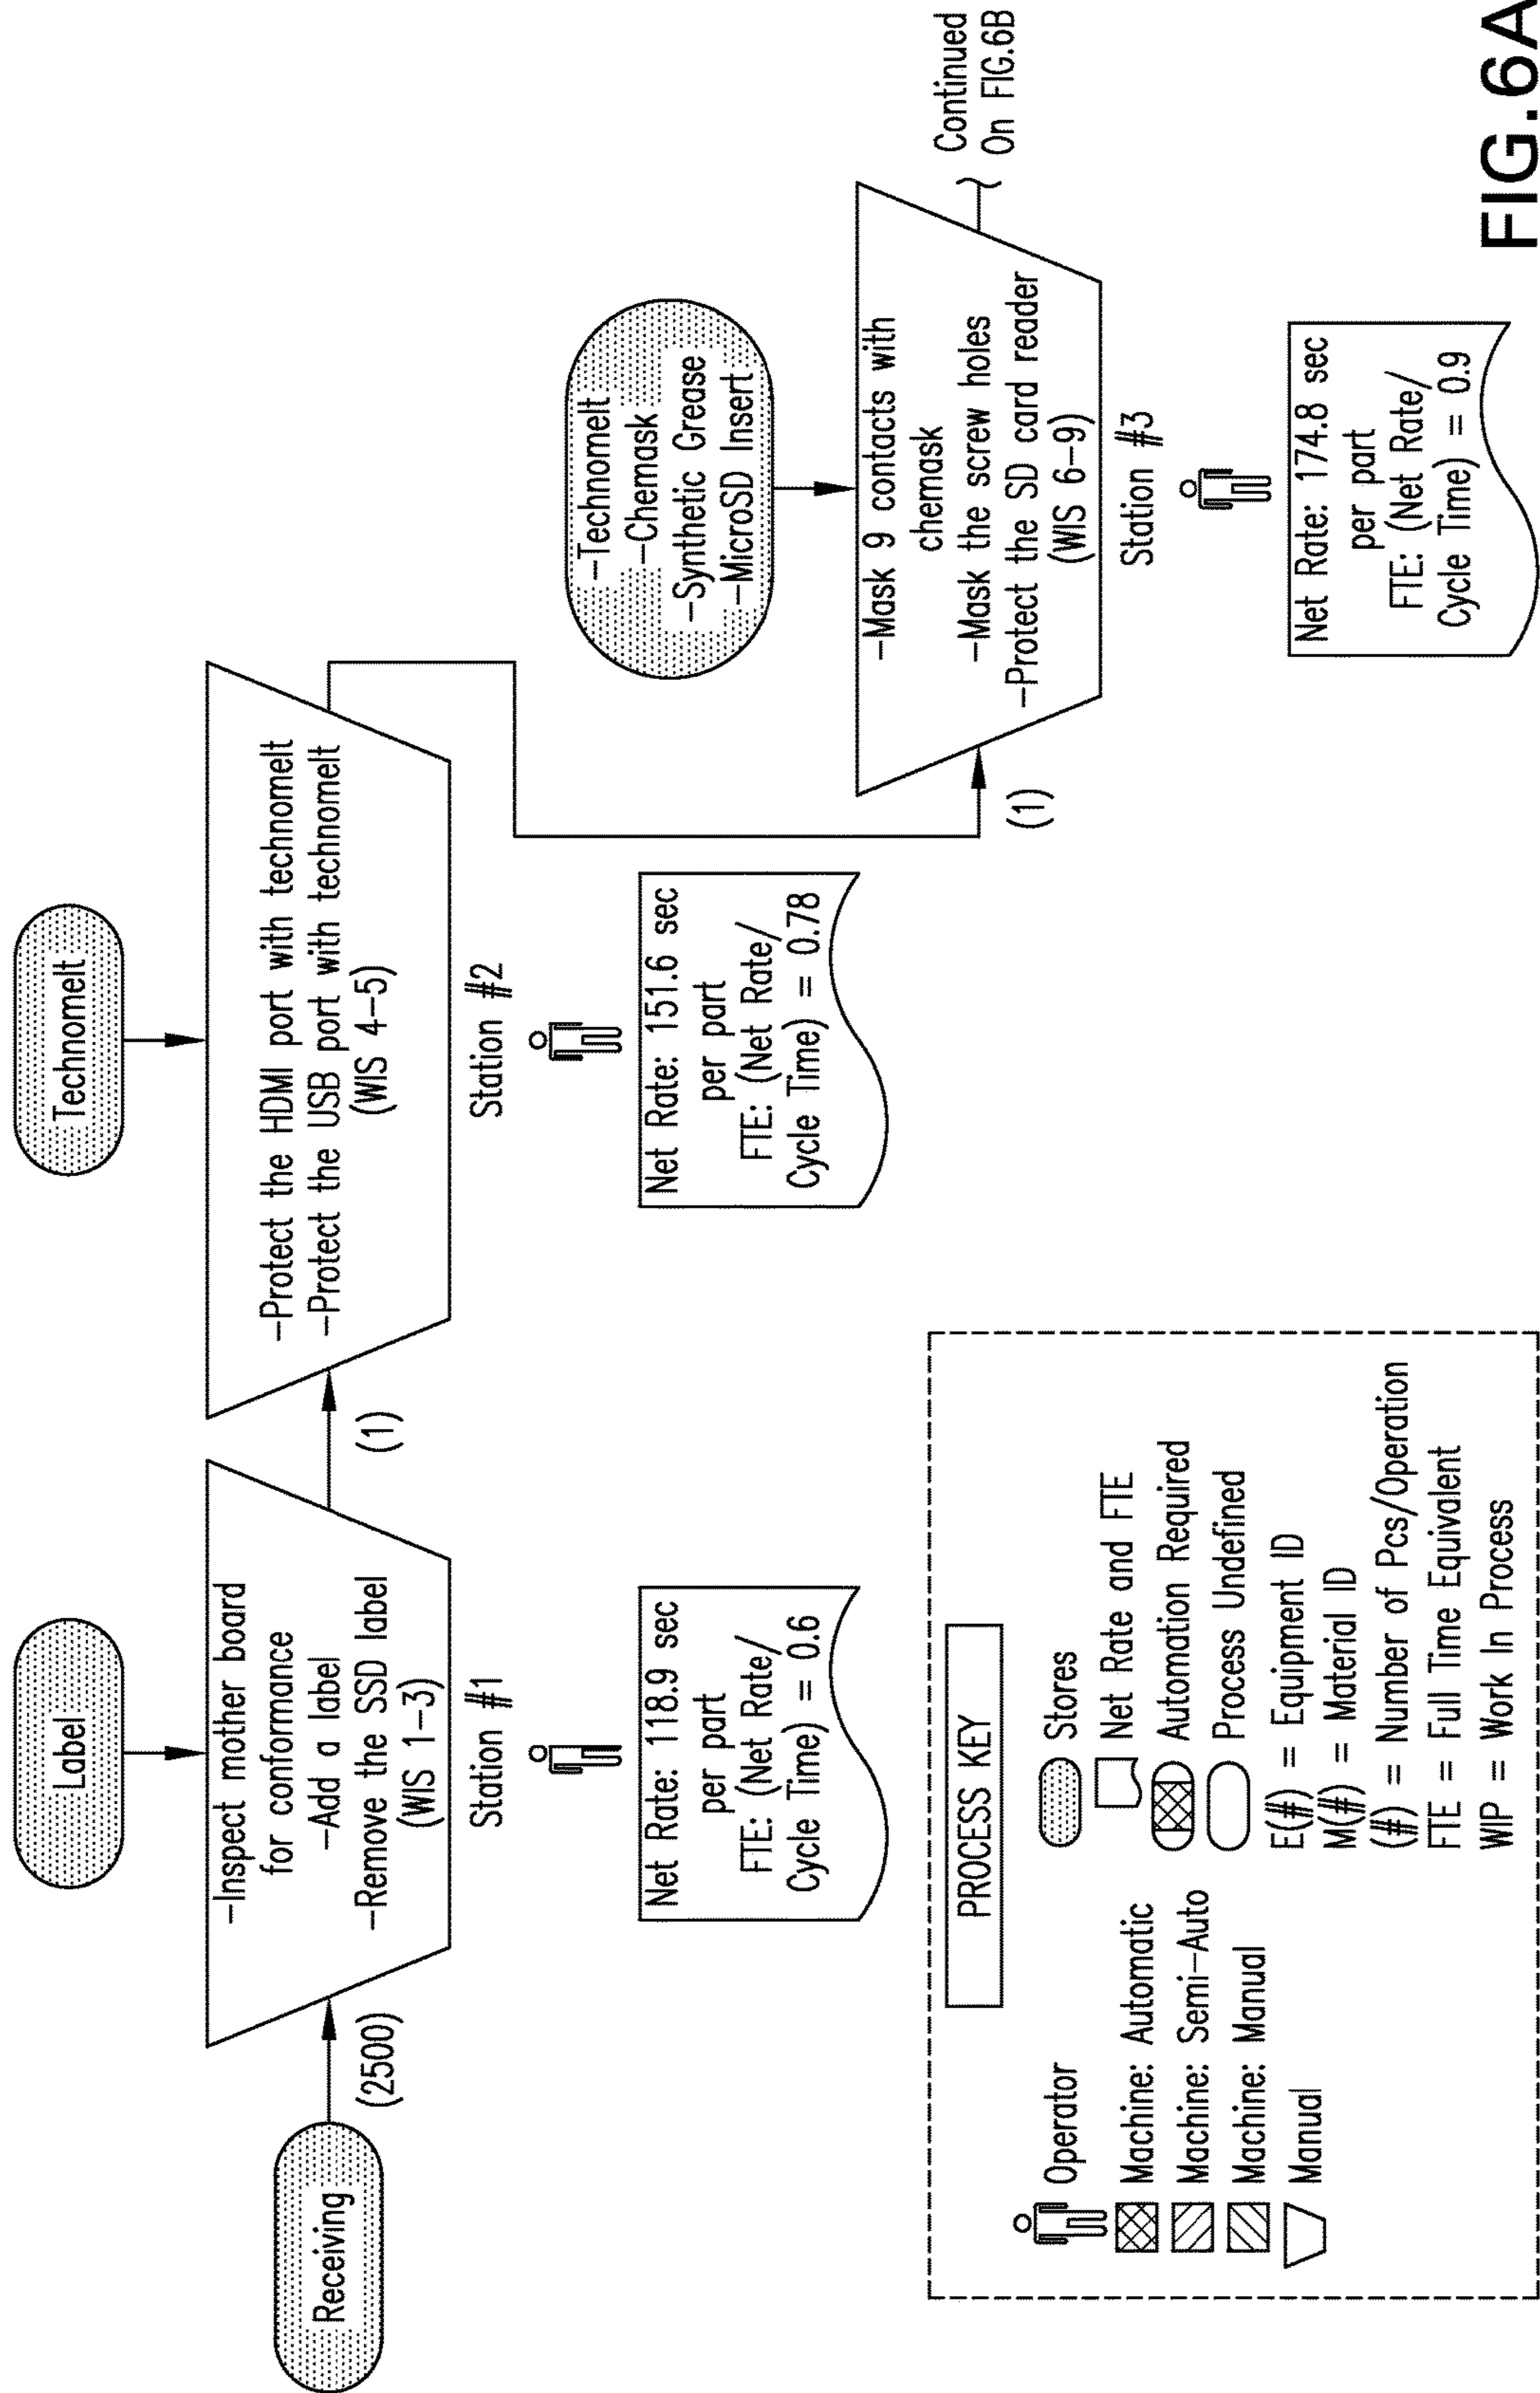 Receiving
(2500)
Label
-Inspect mother board
for conformance
-Add a label
-Remove the SSD label
(WIS 1-3)
Station #1
Net Rate: 118.9 sec
per part
FTE: (Net Rate/
Cycle Time) = 0.6
(1)
Technomelt
-Protect the HDMI port with technomelt
-Protect the USB port with technomelt
(WIS 4-5)
Station #2
Net Rate: 151.6 sec
per part
FTE: (Net Rate/
Cycle Time) = 0.78
(1)
-Technomelt
-Chemask
-Synthetic Grease
-MicroSD Insert
-Mask 9 contacts with
chemask
-Mask the screw holes
-Protect the SD card reader
(WIS 6-9)
Station #3
Net Rate: 174.8 sec
per part
FTE: (Net Rate/
Cycle Time) = 0.9
Continued
On FIG.6B
PROCESS KEY
Operator
Machine: Automatic
Machine: Semi-Auto
Machine: Manual
Manual
Stores
Net Rate and FTE
Automation Required
Process Undefined
E(#) = Equipment ID
M(#) = Material ID
(#) = Number of Pcs/Operation
FTE = Full Time Equivalent
WIP = Work In Process
FIG.6A